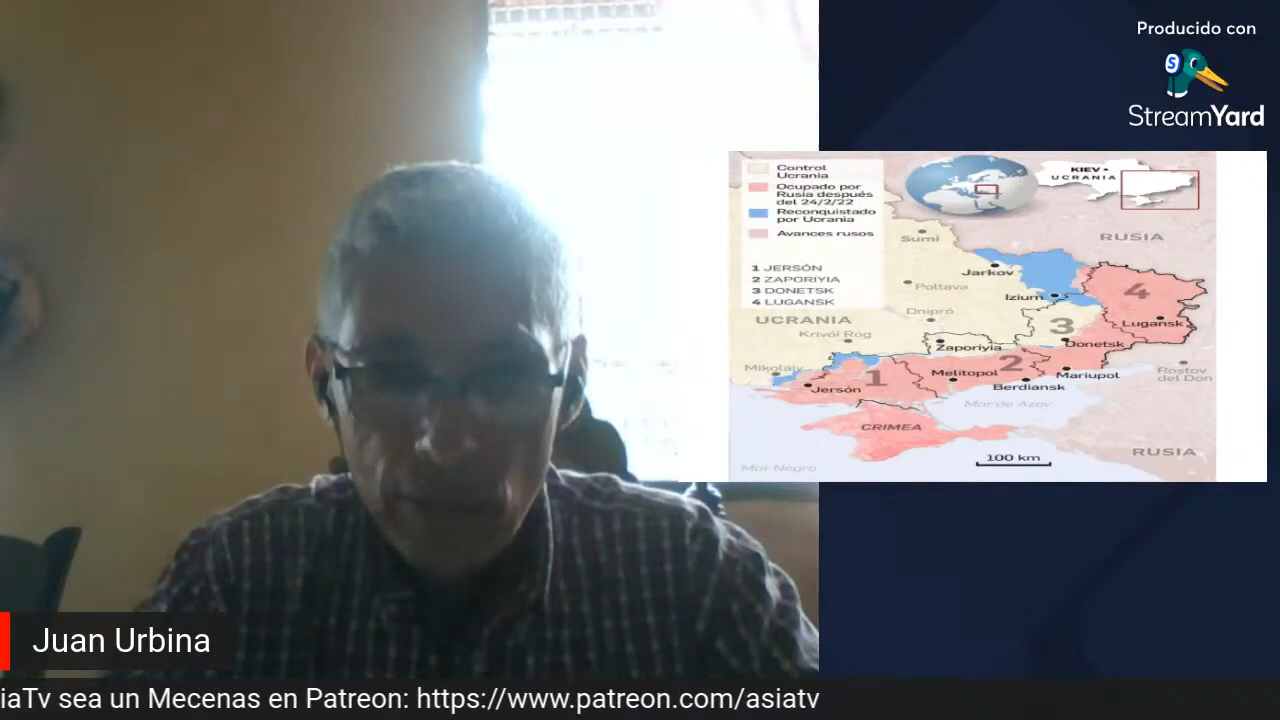 Producido con
StreamYard
Control
Ucrania
Ocupado por
Rusia después
del 24/2/22
Reconquistado
por Ucrania
Avances rusos
1 JERSÓN
2 ZAPORIYIA
3 DONETSK
4 LUGANSK
KIEV
UCRANIA
RUSIA
Sumi
Jarkov
Poltava
Izium
4
UCRANIA
Dnipró
3
Lugansk
Krivói Rog
Zaporiyia
Donetsk
Mikolaiv
1
Melitopol
2
Mariupol
Rostov
del Don
Jersón
Berdiansk
Mar de Azov
CRIMEA
RUSIA
100 km
Mar Negro
Juan Urbina
iaTv sea un Mecenas en Patreon: https://www.patreon.com/asiatv